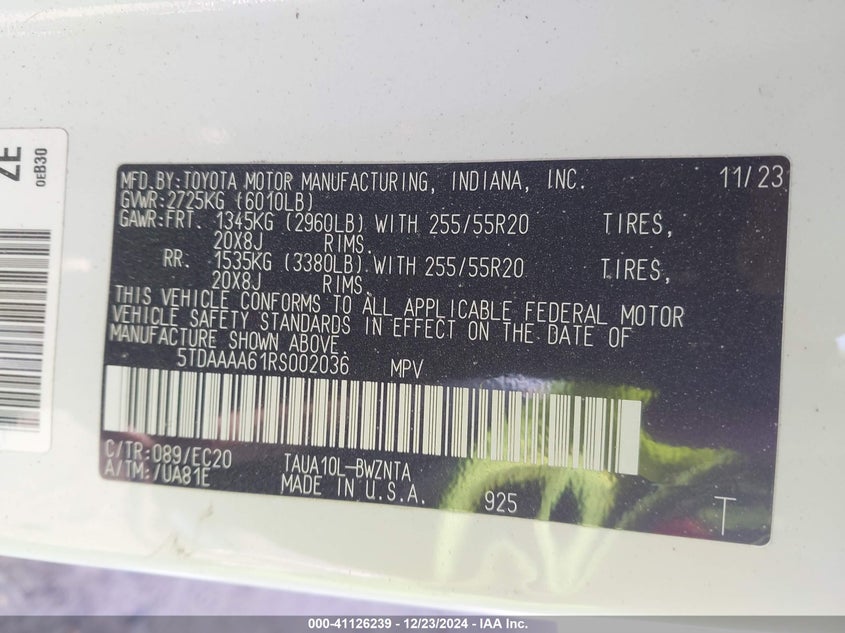 ZE
0EB30
MFD.BY:TOYOTA MOTOR MANUFACTURING, INDIANA, INC. 11/23
GVWR:2725KG (6010LB)
GAWR:FRT. 1345KG (2960LB) WITH 255/55R20 TIRES,
20X8J RIMS.
RR. 1535KG (3380LB) WITH 255/55R20 TIRES,
20X8J RIMS.
THIS VEHICLE CONFORMS TO ALL APPLICABLE FEDERAL MOTOR
VEHICLE SAFETY STANDARDS IN EFFECT ON THE DATE OF
MANUFACTURE SHOWN ABOVE.
5TDAAAA61RS002036 MPV
C/TR:089/EC20 TAUA10L-BWZNTA
A/TM:/UA81E MADE IN U.S.A. 925 T
000-41126239 - 12/23/2024 - IAA Inc.